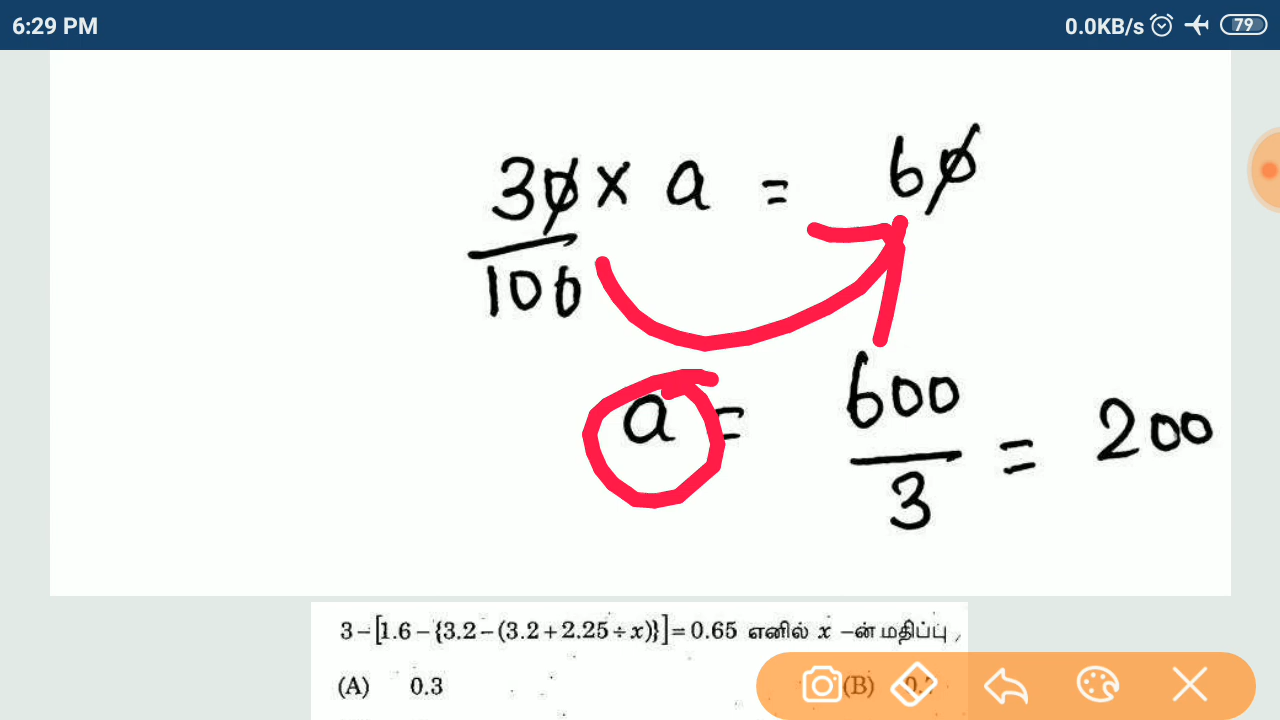 6:29 PM 0.0KB/s 79
30 × a = 60
100
a = 600 = 200
3
3-[1.6-{3.2-(3.2+2.25÷x)}]=0.65 எனில் x -ன் மதிப்பு,
(A) 0.3 (B)